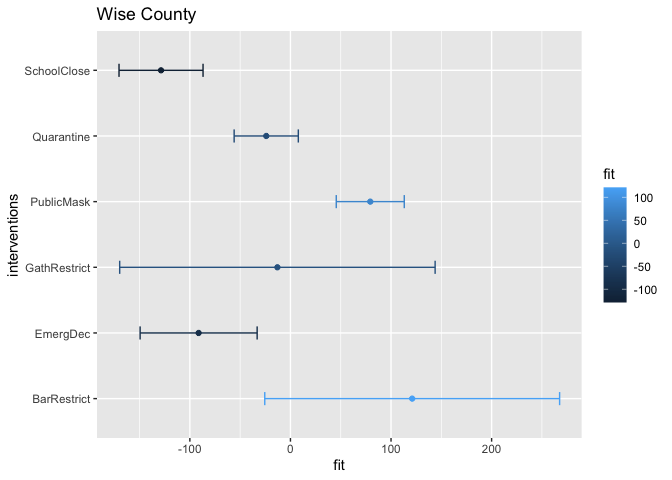 Wise County
SchoolClose
Quarantine
PublicMask
GathRestrict
EmergDec
BarRestrict
interventions
-100
0
100
200
fit
fit
100
50
0
-50
-100